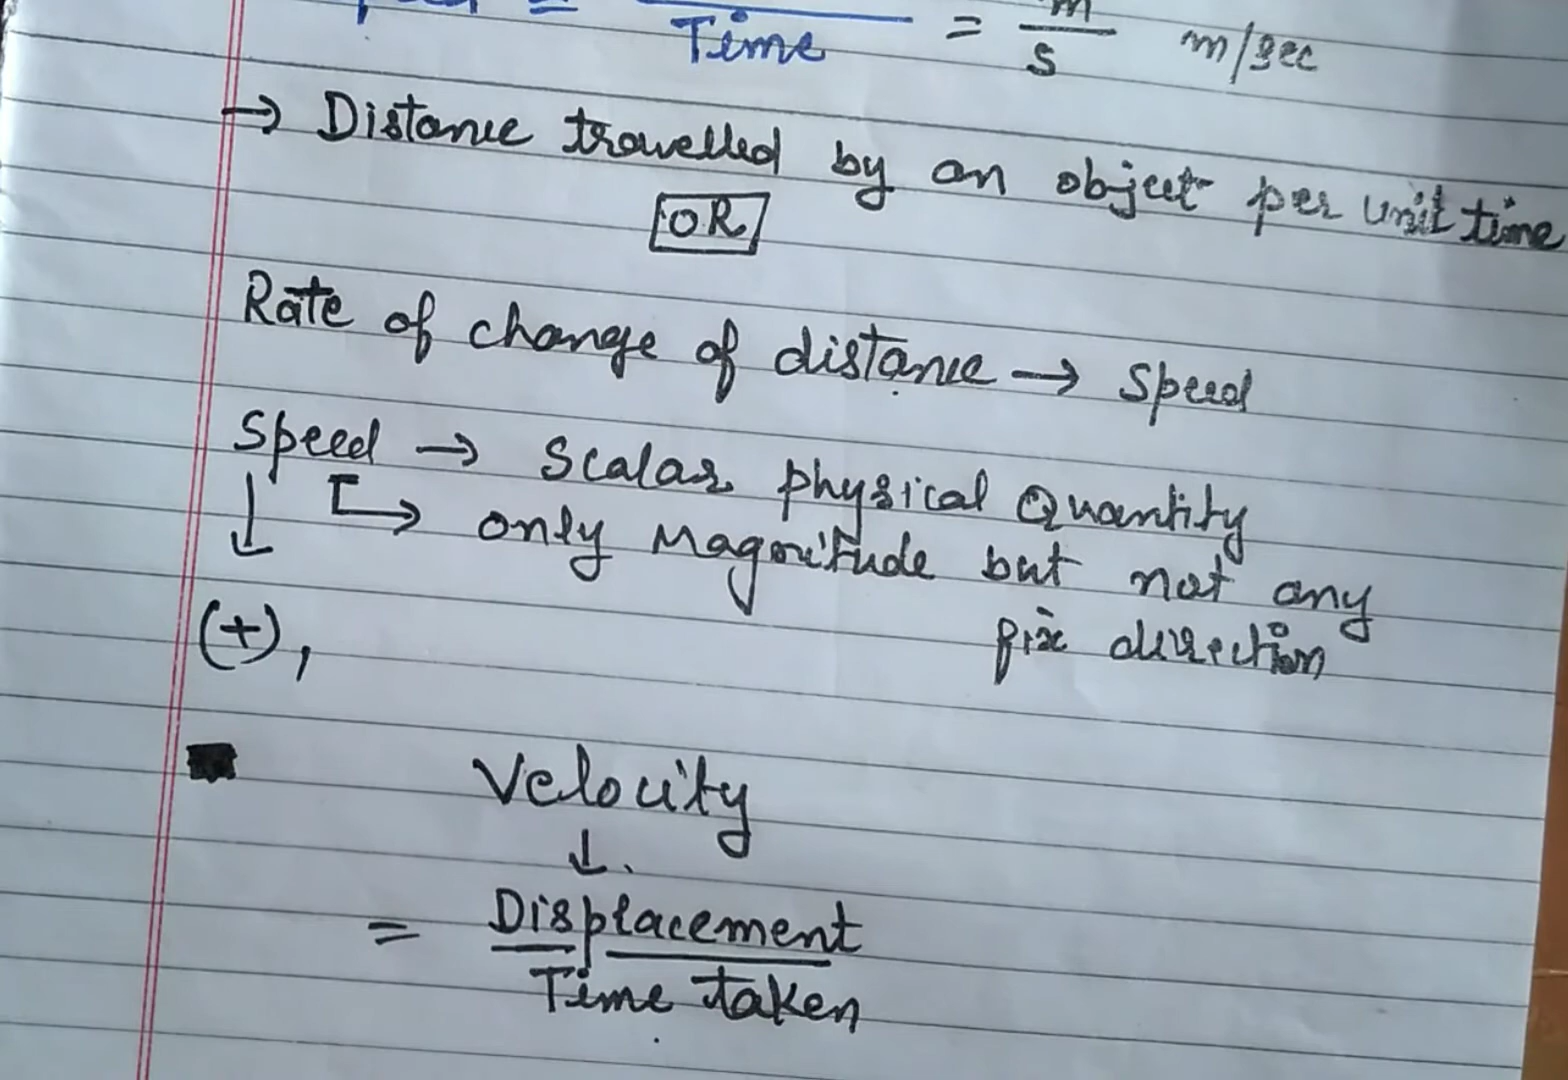 = Time = m/s m/sec
→ Distance travelled by an object per unit time
OR
Rate of change of distance → Speed
Speed → Scalar physical Quantity
↓ ↳ only Magnitude but not any
fix direction
(+),
Velocity
↓
= Displacement
Time taken